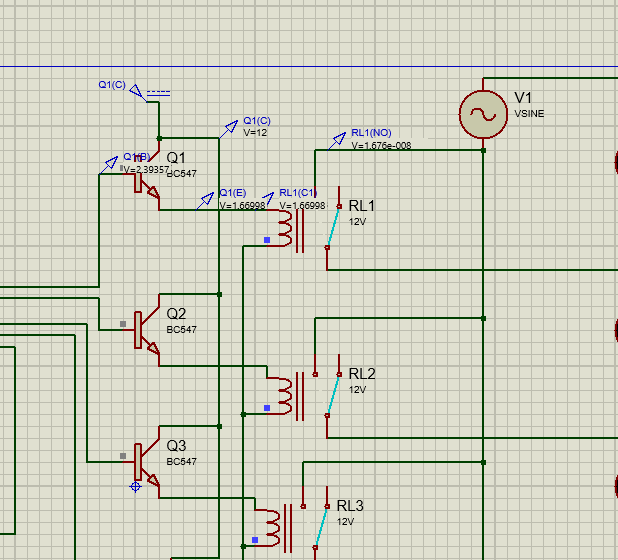 Q1(C)
Q1(C)
V=12
V1
VSINE
RL1(NO)
V=1.676e-008
Q1(B)
V=2.39357
Q1
BC547
Q1(E)
V=1.66998
RL1(C1)
V=1.66998
RL1
12V
Q2
BC547
RL2
12V
Q3
BC547
RL3
12V